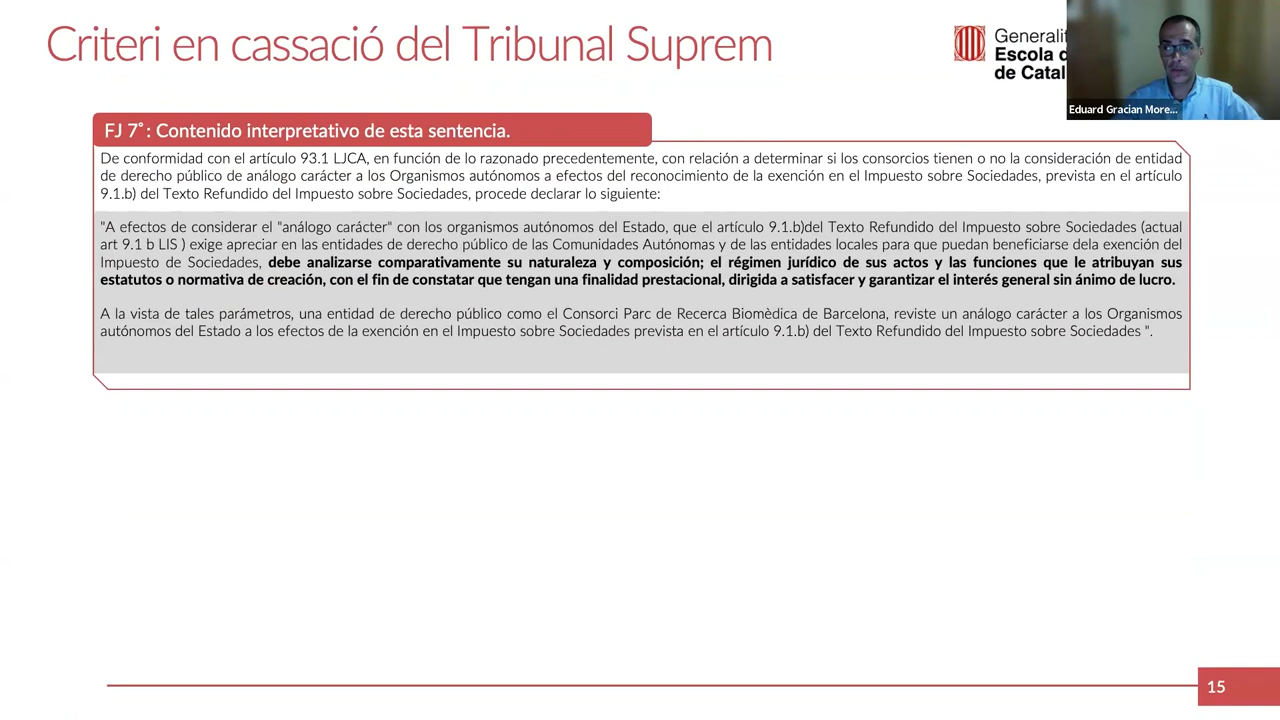 Criteri en cassació del Tribunal Suprem
Escola d
de Catal
Eduard Gracian More...
FJ 7º: Contenido interpretativo de esta sentencia.
De conformidad con el artículo 93.1 LJCA, en función de lo razonado precedentemente, con relación a determinar si los consorcios tienen o no la consideración de entidad
de derecho público de análogo carácter a los Organismos autónomos a efectos del reconocimiento de la exención en el Impuesto sobre Sociedades, prevista en el artículo
9.1.b) del Texto Refundido del Impuesto sobre Sociedades, procede declarar lo siguiente:
"A efectos de considerar el "análogo carácter" con los organismos autónomos del Estado, que el artículo 9.1.b)del Texto Refundido del Impuesto sobre Sociedades (actual
art 9.1 b LIS ) exige apreciar en las entidades de derecho público de las Comunidades Autónomas y de las entidades locales para que puedan beneficiarse dela exención del
Impuesto de Sociedades, debe analizarse comparativamente su naturaleza y composición; el régimen jurídico de sus actos y las funciones que le atribuyan sus
estatutos o normativa de creación, con el fin de constatar que tengan una finalidad prestacional, dirigida a satisfacer y garantizar el interés general sin ánimo de lucro.
A la vista de tales parámetros, una entidad de derecho público como el Consorci Parc de Recerca Biomèdica de Barcelona, reviste un análogo carácter a los Organismos
autónomos del Estado a los efectos de la exención en el Impuesto sobre Sociedades prevista en el artículo 9.1.b) del Texto Refundido del Impuesto sobre Sociedades ".
15